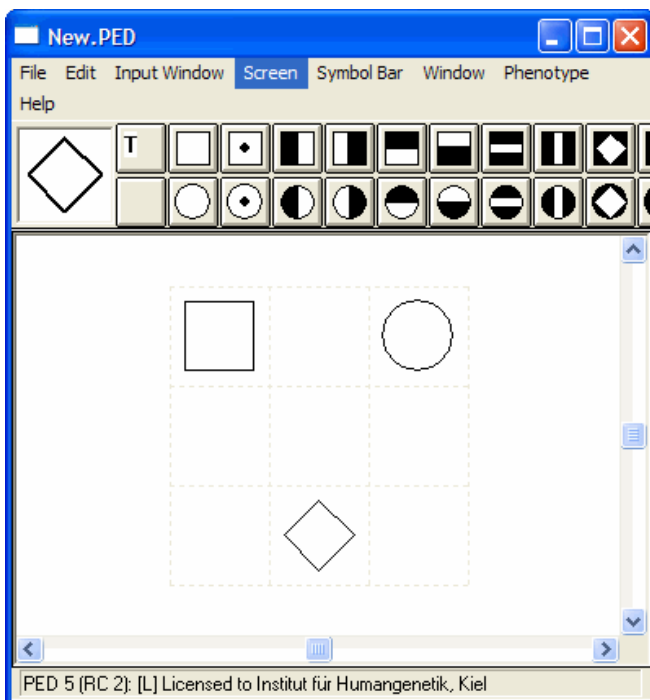 New.PED
File Edit Input Window Screen Symbol Bar Window Phenotype
Help
T
PED 5 (RC 2): [L] Licensed to Institut für Humangenetik, Kiel